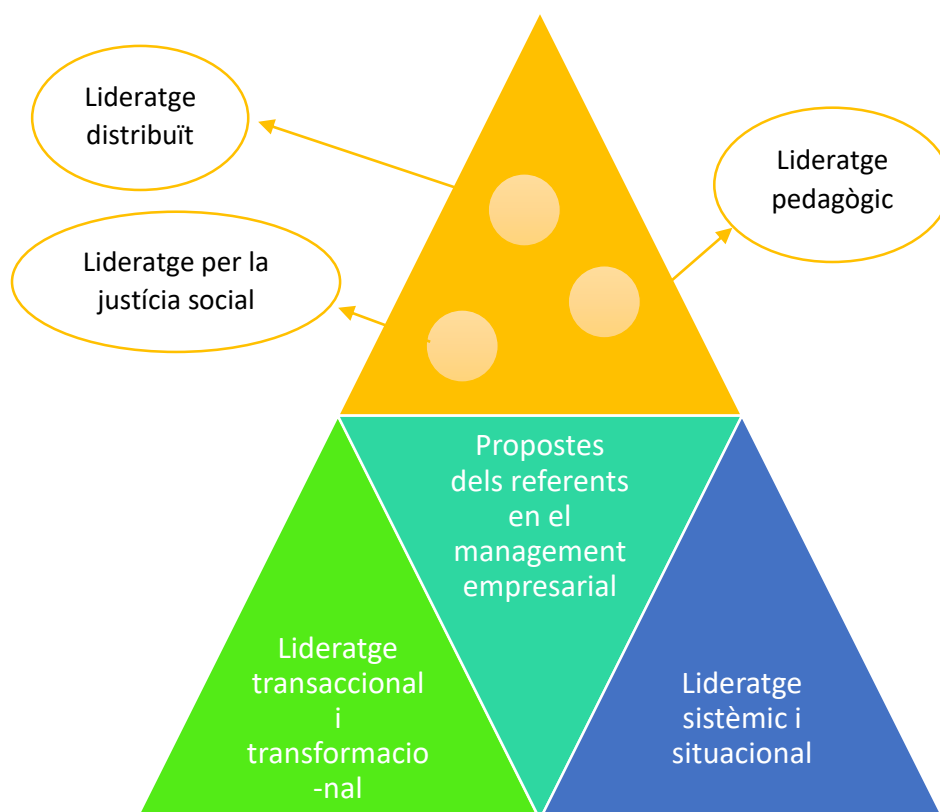 Lideratge
distribuït
Lideratge
pedagògic
Lideratge per la
justícia social
Propostes
dels referents
en el
management
empresarial
Lideratge
transaccional
i
transformacio
-nal
Lideratge
sistèmic i
situacional